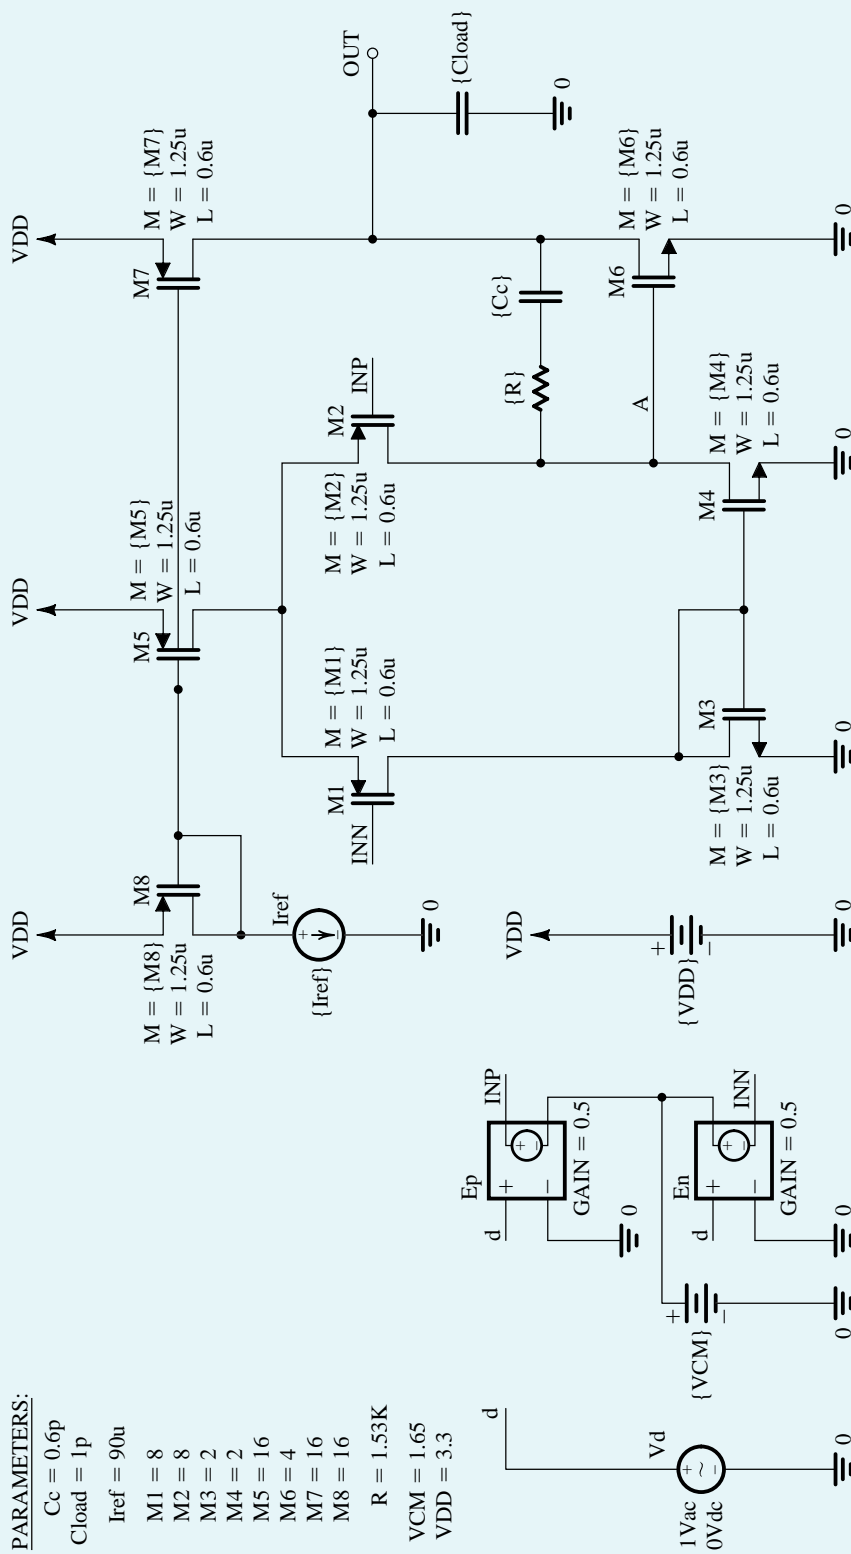 PARAMETERS:
Cc = 0.6p
Cload = 1p
Iref = 90u
M1 = 8
M2 = 8
M3 = 2
M4 = 2
M5 = 16
M6 = 4
M7 = 16
M8 = 16
R = 1.53K
VCM = 1.65
VDD = 3.3
VDD
M8
M = {M8}
W = 1.25u
L = 0.6u
Iref
+
−
{Iref}
0
VDD
M5
M = {M5}
W = 1.25u
L = 0.6u
VDD
M7
M = {M7}
W = 1.25u
L = 0.6u
OUT
{Cload}
0
INN
M1
M = {M1}
W = 1.25u
L = 0.6u
M2
INP
M = {M2}
W = 1.25u
L = 0.6u
{R}
{Cc}
A
M6
M = {M6}
W = 1.25u
L = 0.6u
0
M3
M = {M3}
W = 1.25u
L = 0.6u
0
M4
M = {M4}
W = 1.25u
L = 0.6u
0
d
Vd
+
~
−
1Vac
0Vdc
0
+
−
{VCM}
0
Ep
d
+
−
+
−
INP
GAIN = 0.5
0
En
d
+
−
+
−
INN
GAIN = 0.5
0
VDD
+
−
{VDD}
0